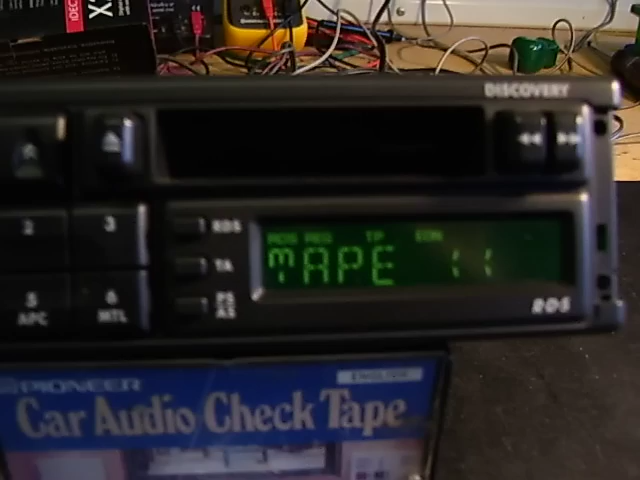 DISCOVERY
2
3
RDS
TP
EON
TA
TAPE
5
6
APC
MTL
PS
AS
RDS
PIONEER
ENGLISH
Car Audio Check Tape